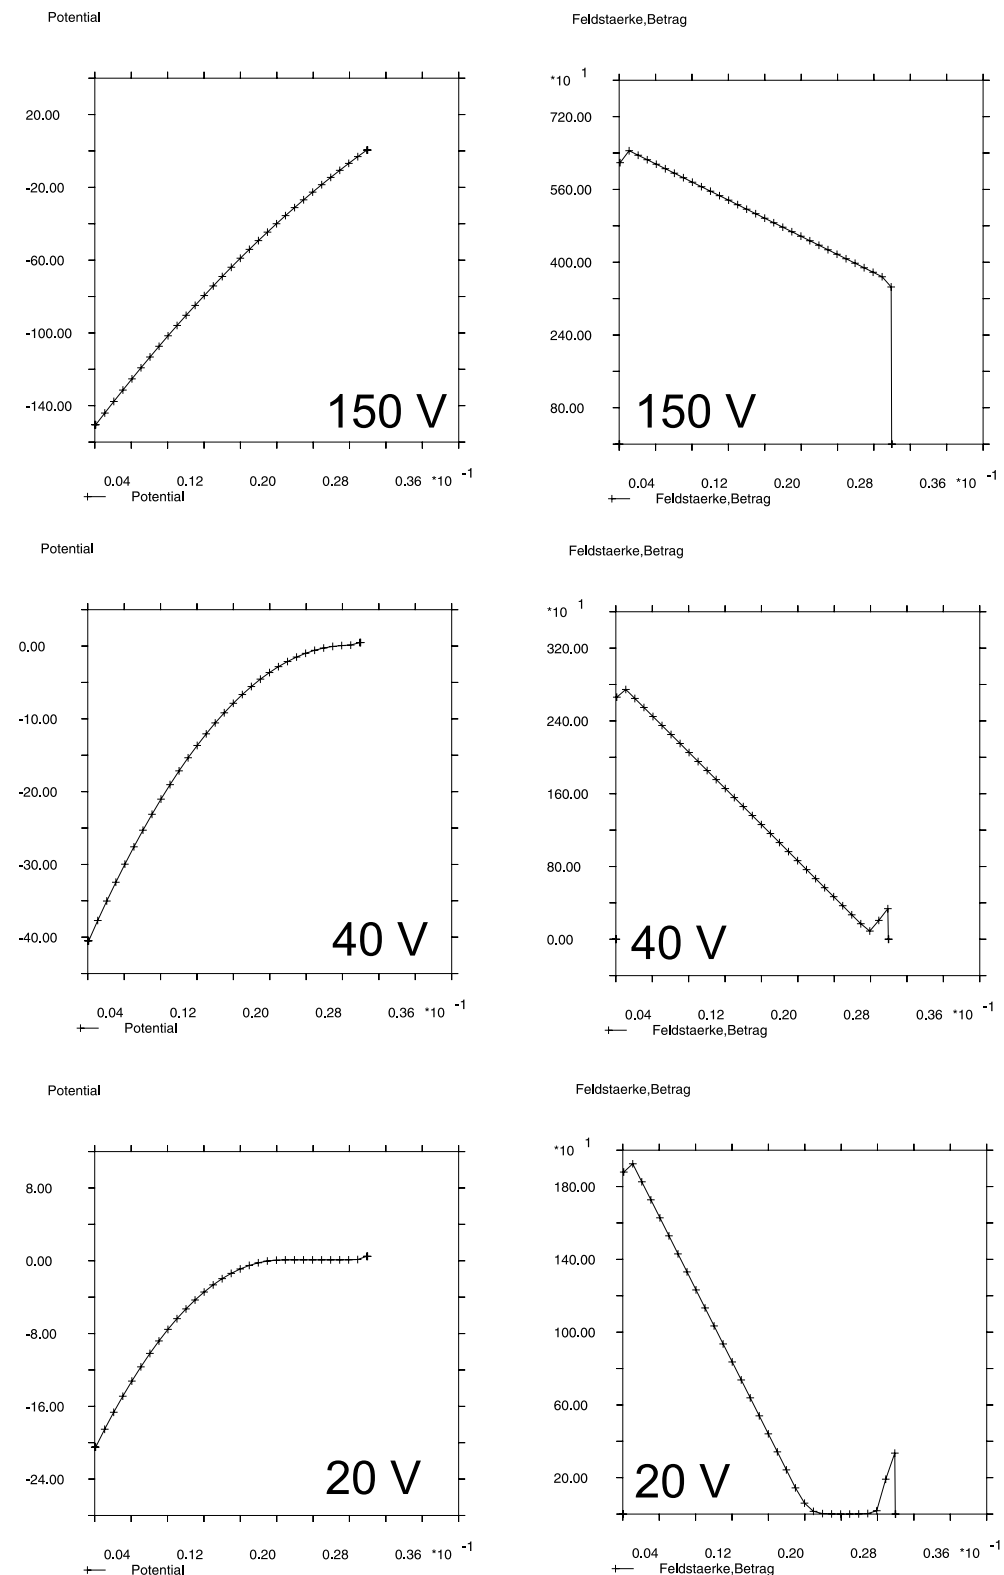 Potential
20.00
-20.00
-60.00
-100.00
-140.00
150 V
0.04 0.12 0.20 0.28 0.36 *10 -1
Potential
Feldstaerke,Betrag
*10 1
720.00
560.00
400.00
240.00
80.00
150 V
0.04 0.12 0.20 0.28 0.36 *10 -1
Feldstaerke,Betrag
Potential
0.00
-10.00
-20.00
-30.00
-40.00
40 V
0.04 0.12 0.20 0.28 0.36 *10 -1
Potential
Feldstaerke,Betrag
*10 1
320.00
240.00
160.00
80.00
0.00
40 V
0.04 0.12 0.20 0.28 0.36 *10 -1
Feldstaerke,Betrag
Potential
8.00
0.00
-8.00
-16.00
-24.00
20 V
0.04 0.12 0.20 0.28 0.36 *10 -1
Potential
Feldstaerke,Betrag
*10 1
180.00
140.00
100.00
60.00
20.00
20 V
0.04 0.12 0.20 0.28 0.36 *10 -1
Feldstaerke,Betrag